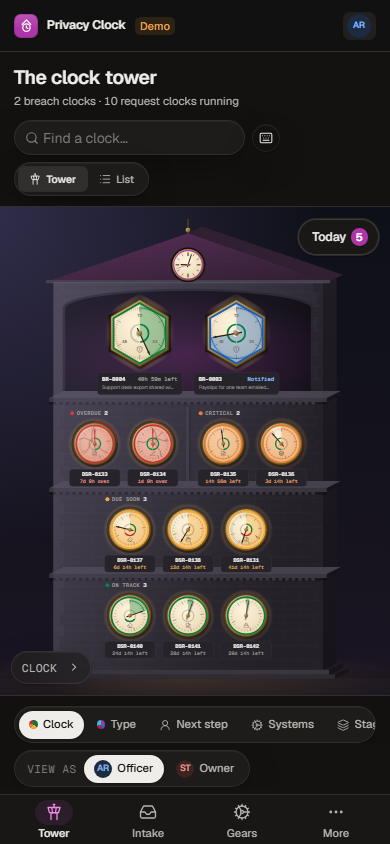 Privacy Clock Demo AR
The clock tower
2 breach clocks · 10 request clocks running
Find a clock…
Tower List
Today 5
BR-0004 40h 59m left
BR-0003 Notified
Support desk export shared wi…
Payslips for one team emailed…
OVERDUE 2 CRITICAL 2
DSR-0133 DSR-0134 DSR-0135 DSR-0136
7d 9h over 1d 9h over 14h 56m left 3d 14h left
DUE SOON 3
DSR-0137 DSR-0138 DSR-0131
6d 14h left 12d 14h left 41d 14h left
ON TRACK 3
DSR-0140 DSR-0141 DSR-0142
24d 14h left 26d 14h left 28d 14h left
CLOCK
Clock Type Next step Systems Stag
VIEW AS AR Officer ST Owner
Tower Intake Gears More